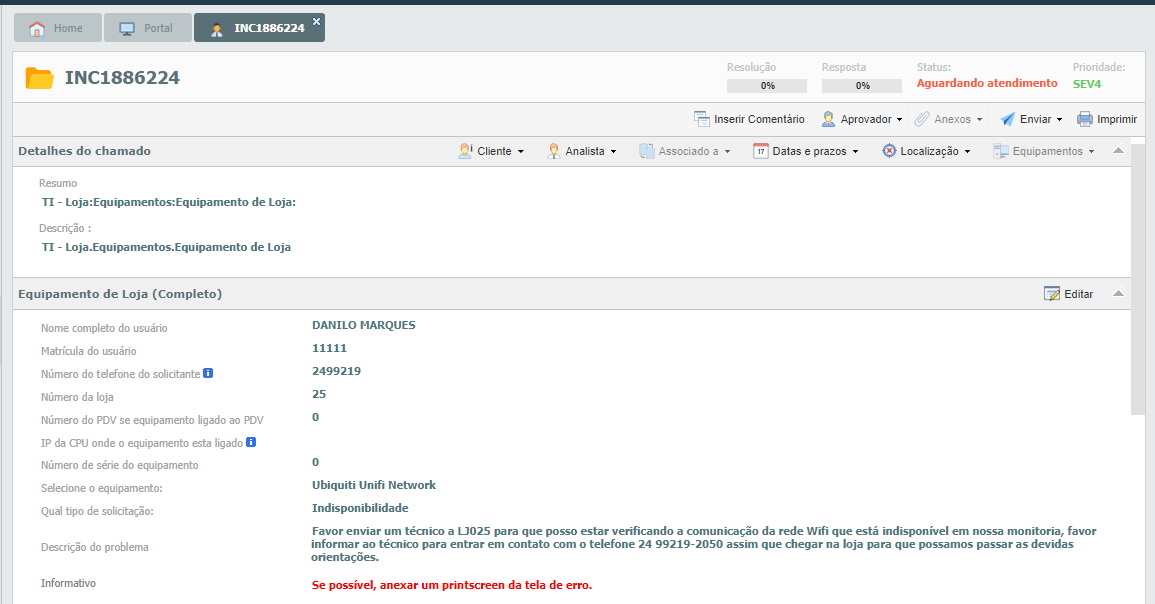 Home
Portal
INC1886224
INC1886224
Resolução
0%
Resposta
0%
Status:
Aguardando atendimento
Prioridade:
SEV4
Inserir Comentário
Aprovador
Anexos
Enviar
Imprimir
Detalhes do chamado
Cliente
Analista
Associado a
17
Datas e prazos
Localização
Equipamentos
Resumo
TI - Loja:Equipamentos:Equipamento de Loja:
Descrição :
TI - Loja.Equipamentos.Equipamento de Loja
Equipamento de Loja (Completo)
Editar
Nome completo do usuário
DANILO MARQUES
Matrícula do usuário
11111
Número do telefone do solicitante
2499219
Número da loja
25
Número do PDV se equipamento ligado ao PDV
0
IP da CPU onde o equipamento esta ligado
Número de série do equipamento
0
Selecione o equipamento:
Ubiquiti Unifi Network
Qual tipo de solicitação:
Indisponibilidade
Descrição do problema
Favor enviar um técnico a LJ025 para que posso estar verificando a comunicação da rede Wifi que está indisponível em nossa monitoria, favor
informar ao técnico para entrar em contato com o telefone 24 99219-2050 assim que chegar na loja para que possamos passar as devidas
orientações.
Informativo
Se possível, anexar um printscreen da tela de erro.